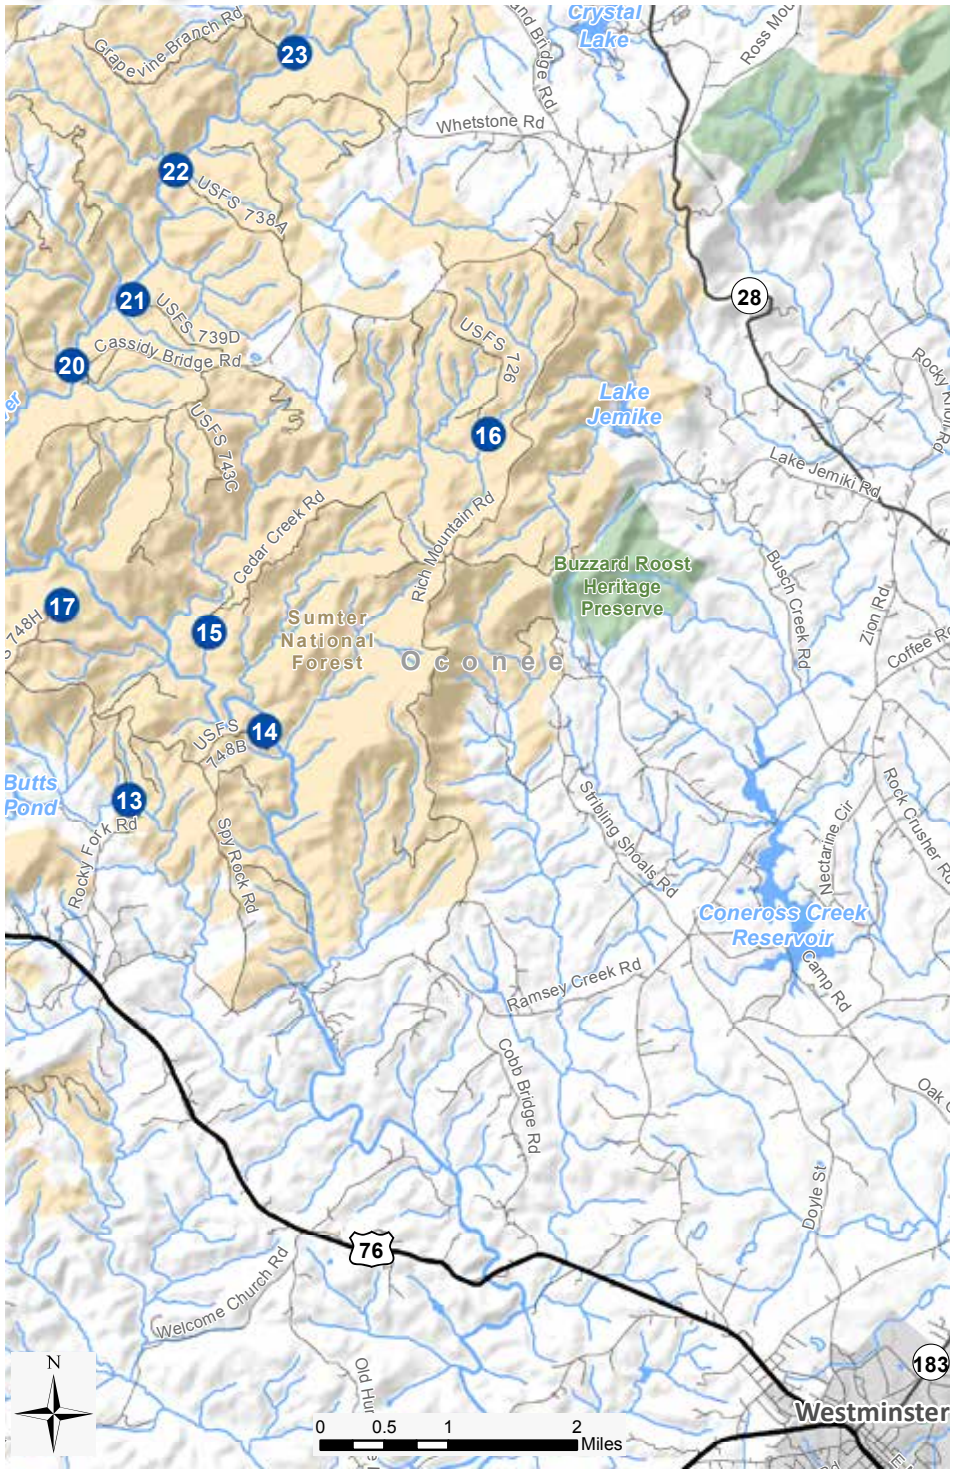 Crystal
Lake
Grapevine Branch Rd
23
Bridge Rd
Whetstone Rd
22
USFS 738A
28
21
USFS 739D
Cassidy Bridge Rd
20
USFS 726
Lake
Jemike
Rocky Knoll Rd
16
USFS 743C
Lake Jemiki Rd
Cedar Creek Rd
Rich Mountain Rd
Buzzard Roost
Heritage
Preserve
Busch Creek Rd
17
748H
15
Sumter
National
Forest
Oconee
Zion Rd
Coffee
14
USFS
748B
Butts
Pond
13
Rocky Fork Rd
Spy Rock Rd
Stribling Shoals Rd
Nectarine Cir
Rock Crusher Rd
Coneross Creek
Reservoir
Camp Rd
Ramsey Creek Rd
Cobb Bridge Rd
Oak
Doyle St
76
Welcome Church Rd
N
Old
183
Westminster
0 0.5 1 2
Miles